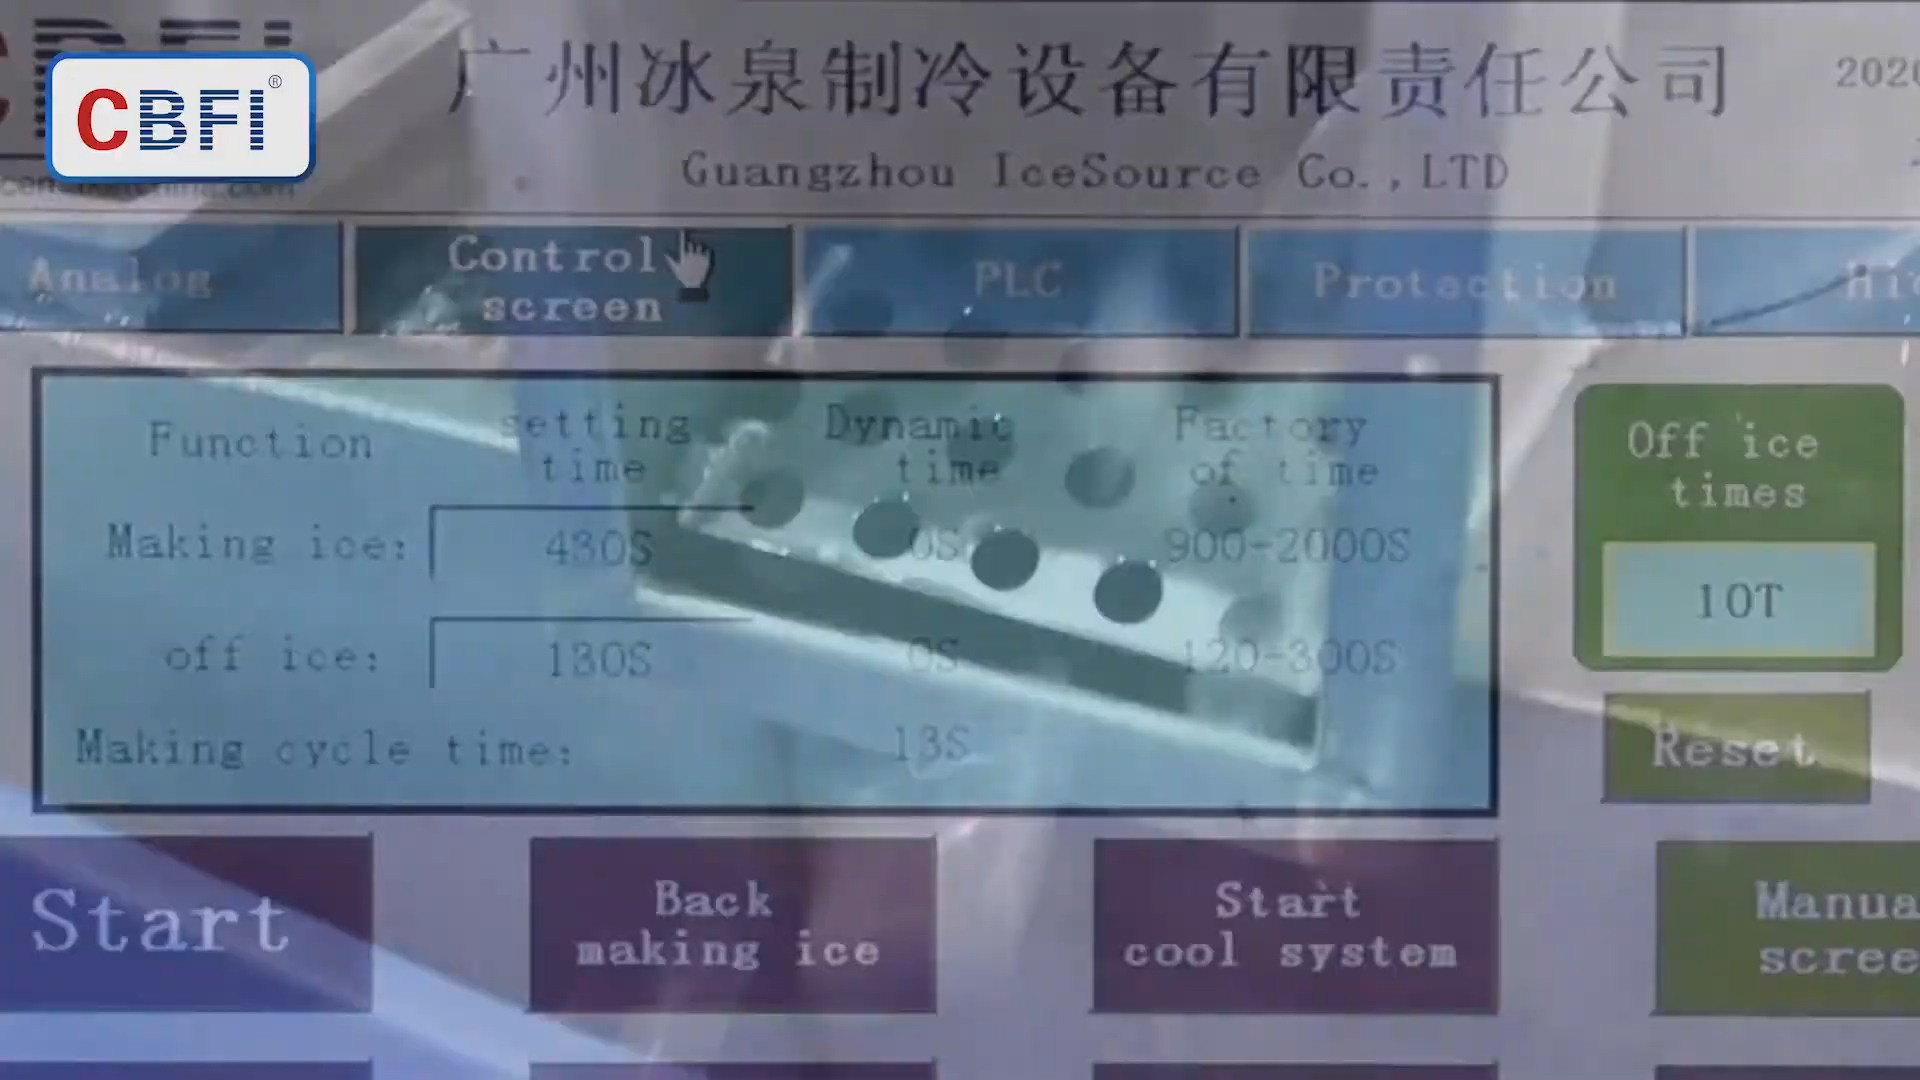 CBFI®
广州冰泉制冷设备有限责任公司
2020
Guangzhou IceSource Co.,LTD
Analog
Control screen
PLC
Protection
Function
setting time
Dynamic time
Factory of time
Making ice:
430S
0S
900-2000S
off ice:
130S
0S
120-300S
Making cycle time:
13S
Off ice times
10T
Reset
Start
Back making ice
Start cool system